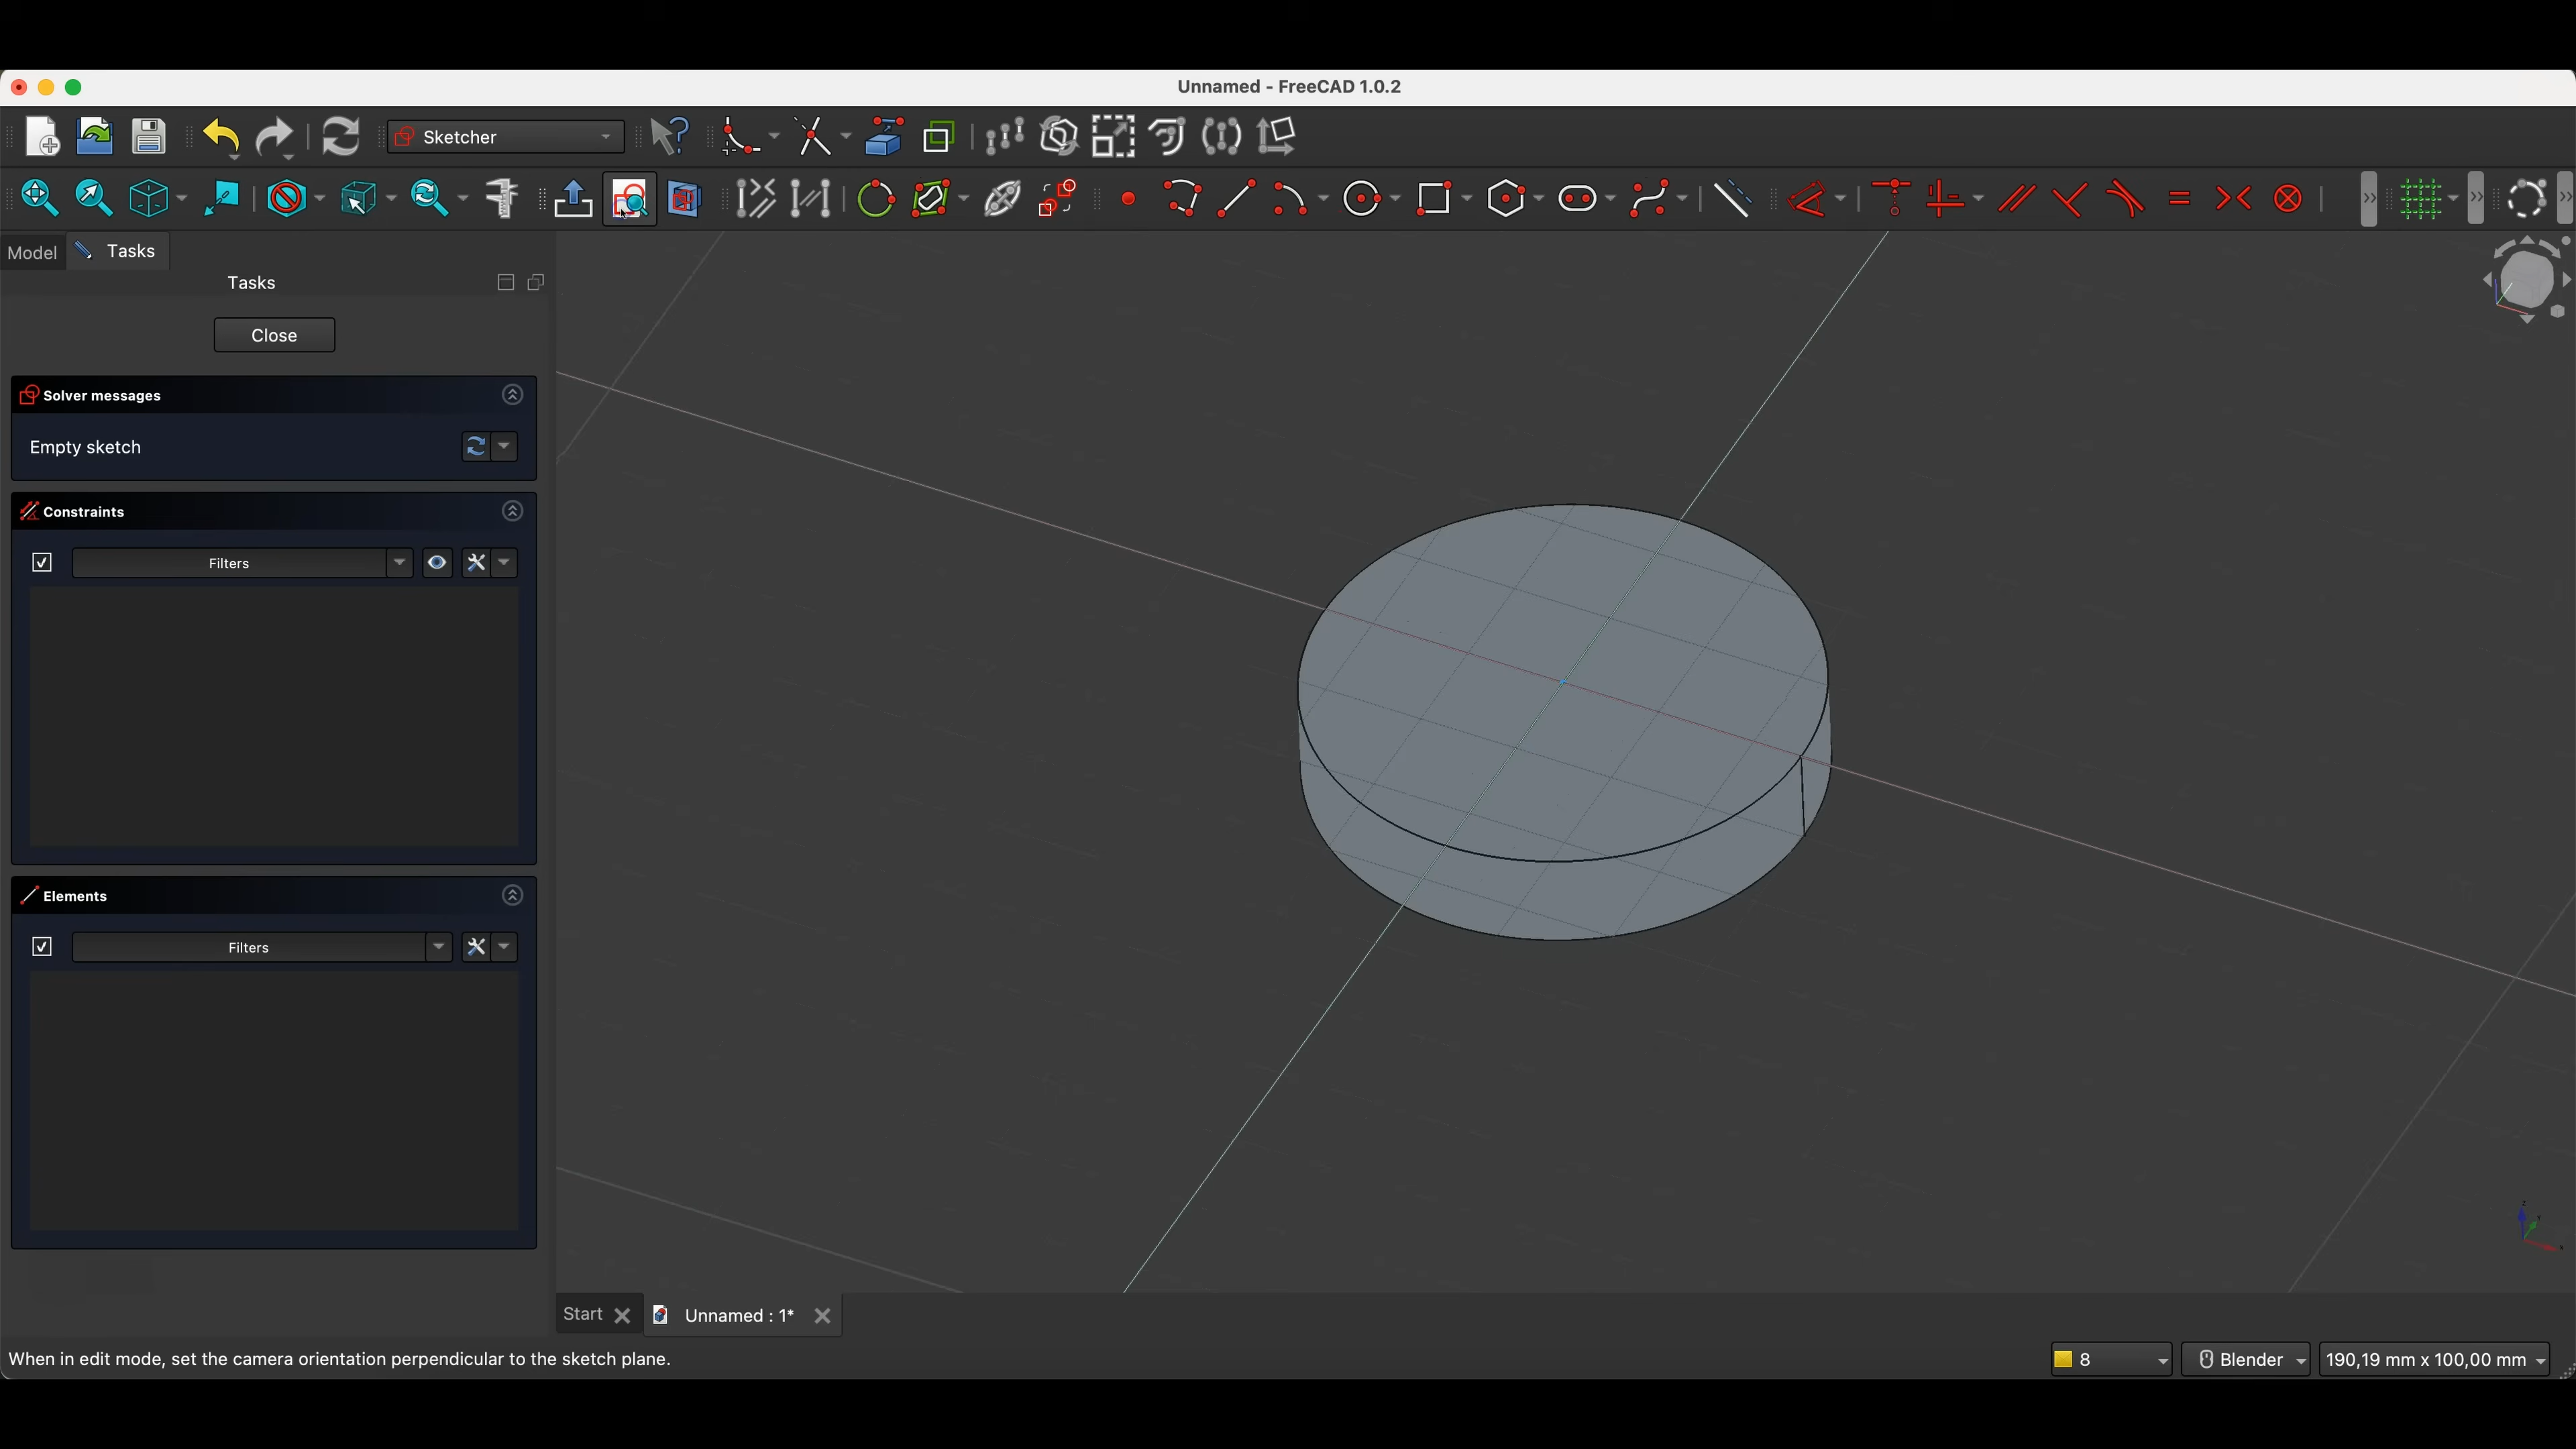 Unnamed - FreeCAD 1.0.2
Sketcher
Model
Tasks
Tasks
Close
Solver messages
Empty sketch
Constraints
Filters
Elements
Filters
Start
Unnamed : 1*
When in edit mode, set the camera orientation perpendicular to the sketch plane.
8
Blender
190,19 mm x 100,00 mm